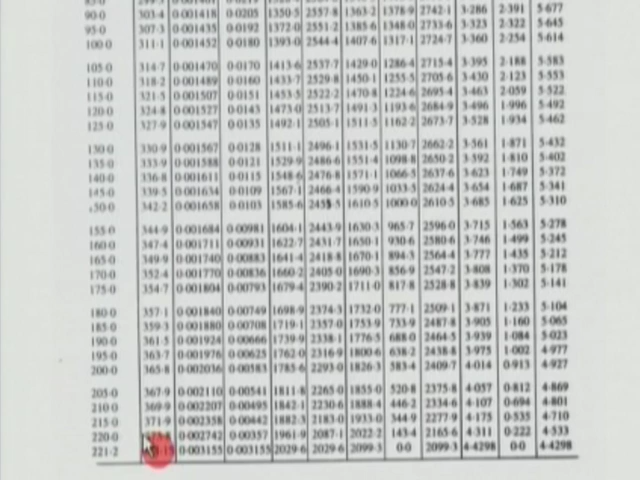 90·0 303·4 0·001418 0·0205 1350·5 2557·8 1363·2 1378·9 2742·1 3·286 2·391 5·677
95·0 307·3 0·001435 0·0192 1372·0 2551·2 1385·6 1348·0 2733·6 3·323 2·322 5·645
100·0 311·1 0·001452 0·0180 1393·0 2544·4 1407·6 1317·1 2724·7 3·360 2·254 5·614
105·0 314·7 0·001470 0·0170 1413·6 2537·7 1429·0 1286·4 2715·4 3·395 2·188 5·583
110·0 318·2 0·001489 0·0160 1433·7 2529·8 1450·1 1255·5 2705·6 3·430 2·123 5·553
115·0 321·5 0·001507 0·0151 1453·5 2522·2 1470·8 1224·6 2695·4 3·463 2·059 5·522
120·0 324·8 0·001527 0·0143 1473·0 2513·7 1491·3 1193·6 2684·9 3·496 1·996 5·492
125·0 327·9 0·001547 0·0135 1492·1 2505·1 1511·5 1162·2 2673·7 3·528 1·934 5·462
130·0 330·9 0·001567 0·0128 1511·1 2496·1 1531·5 1130·7 2662·2 3·561 1·871 5·432
135·0 333·9 0·001588 0·0121 1529·9 2486·6 1551·4 1098·8 2650·2 3·592 1·810 5·402
140·0 336·8 0·001611 0·0115 1548·6 2476·8 1571·1 1066·5 2637·6 3·623 1·749 5·372
145·0 339·5 0·001634 0·0109 1567·1 2466·4 1590·9 1033·5 2624·4 3·654 1·687 5·341
150·0 342·2 0·001658 0·0103 1585·6 2455·5 1610·5 1000·0 2610·5 3·685 1·625 5·310
155·0 344·9 0·001684 0·00981 1604·1 2443·9 1630·3 965·7 2596·0 3·715 1·563 5·278
160·0 347·4 0·001711 0·00931 1622·7 2431·7 1650·1 930·6 2580·6 3·746 1·499 5·245
165·0 349·9 0·001740 0·00883 1641·4 2418·8 1670·1 894·3 2564·4 3·777 1·435 5·212
170·0 352·4 0·001770 0·00836 1660·2 2405·0 1690·3 856·9 2547·2 3·808 1·370 5·178
175·0 354·7 0·001804 0·00793 1679·4 2390·2 1711·0 817·8 2528·8 3·839 1·302 5·141
180·0 357·1 0·001840 0·00749 1698·9 2374·3 1732·0 777·1 2509·1 3·871 1·233 5·104
185·0 359·3 0·001880 0·00708 1719·1 2357·0 1753·9 733·9 2487·8 3·905 1·160 5·065
190·0 361·5 0·001924 0·00666 1739·9 2338·1 1776·5 688·0 2464·5 3·939 1·084 5·023
195·0 363·7 0·001976 0·00625 1762·0 2316·9 1800·6 638·2 2438·8 3·975 1·002 4·977
200·0 365·8 0·002036 0·00583 1785·6 2293·0 1826·3 583·4 2409·7 4·014 0·913 4·927
205·0 367·9 0·002110 0·00541 1811·8 2265·0 1855·0 520·8 2375·8 4·057 0·812 4·869
210·0 369·9 0·002207 0·00495 1842·1 2230·6 1888·4 446·2 2334·6 4·107 0·694 4·801
215·0 371·9 0·002358 0·00442 1882·3 2183·0 1933·0 344·9 2277·9 4·175 0·535 4·710
220·0 0·002742 0·00357 1961·9 2087·1 2022·2 143·4 2165·6 4·311 0·222 4·533
221·2 0·003155 0·003155 2029·6 2029·6 2099·3 0·0 2099·3 4·4298 0·0 4·4298